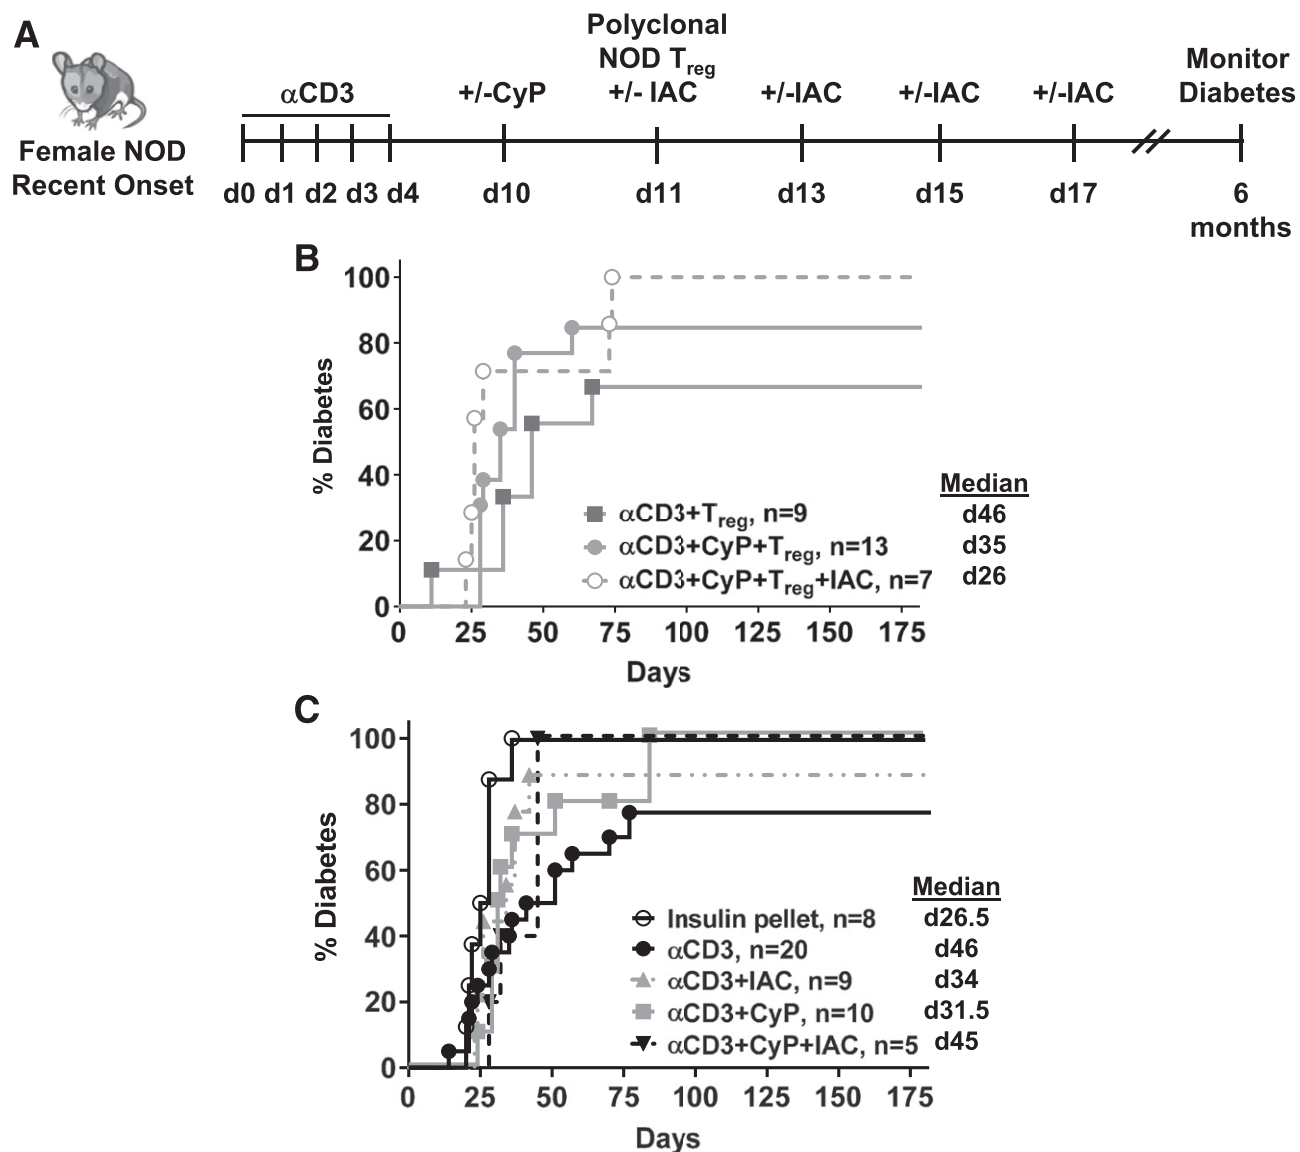 A
Polyclonal
NOD Treg
αCD3 +/-CyP +/- IAC +/-IAC +/-IAC +/-IAC
Monitor
Diabetes
Female NOD
Recent Onset
d0 d1 d2 d3 d4 d10 d11 d13 d15 d17 6
months
B
% Diabetes
100
80
60
40
20
0
0 25 50 75 100 125 150 175
Days
Median
αCD3+Treg, n=9 d46
αCD3+CyP+Treg, n=13 d35
αCD3+CyP+Treg+IAC, n=7 d26
C
% Diabetes
100
80
60
40
20
0
0 25 50 75 100 125 150 175
Days
Median
Insulin pellet, n=8 d26.5
αCD3, n=20 d46
αCD3+IAC, n=9 d34
αCD3+CyP, n=10 d31.5
αCD3+CyP+IAC, n=5 d45